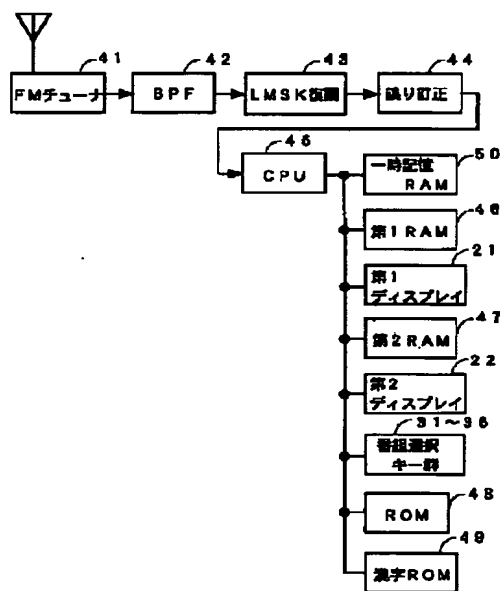 41
42
43
44
FMチューナ
BPF
LMSK復調
誤り訂正
45
CPU
50
一時記憶
RAM
46
第1RAM
21
第1
ディスプレイ
47
第2RAM
22
第2
ディスプレイ
31～36
番組選択
キー群
48
ROM
49
漢字ROM